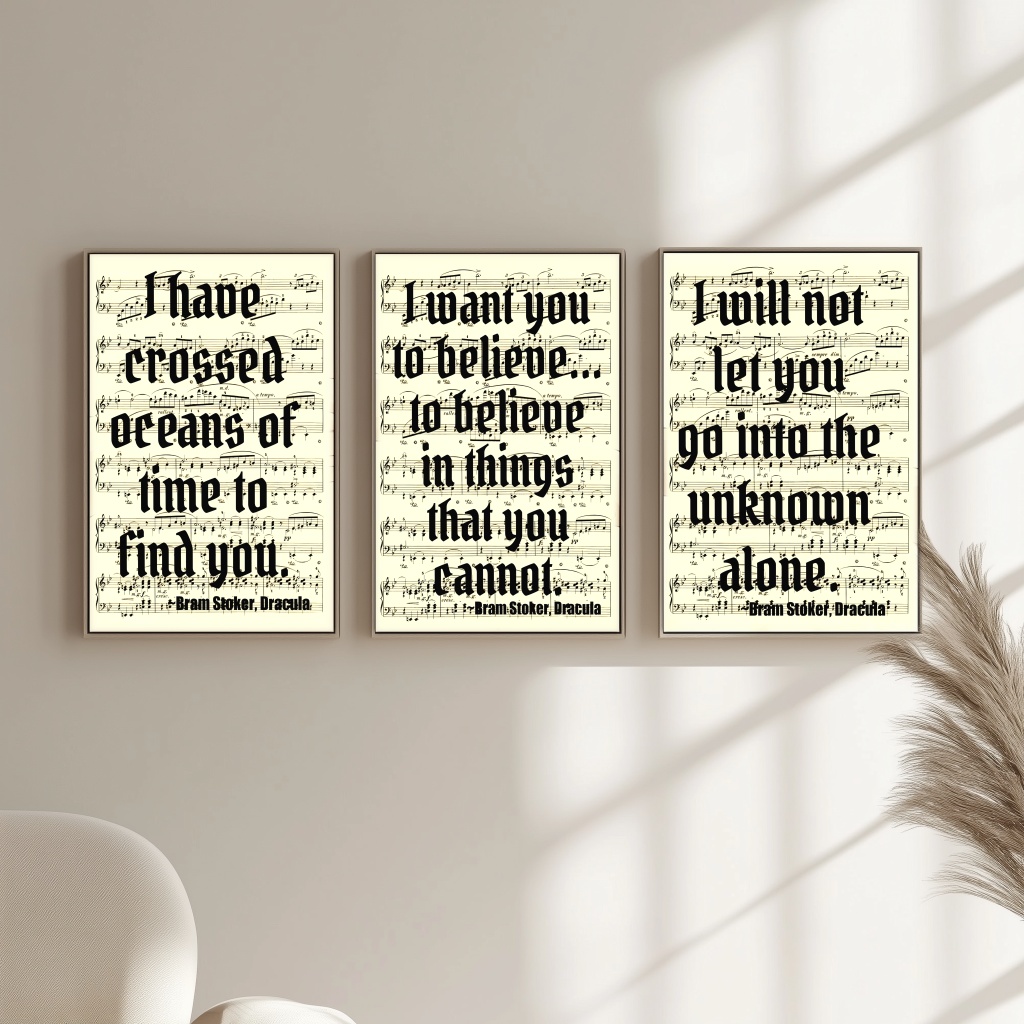 I have
crossed
oceans of
time to
find you.
~Bram Stoker, Dracula
I want you
to believe...
to believe
in things
that you
cannot.
~Bram Stoker, Dracula
I will not
let you
go into the
unknown
alone.
~Bram Stoker, Dracula